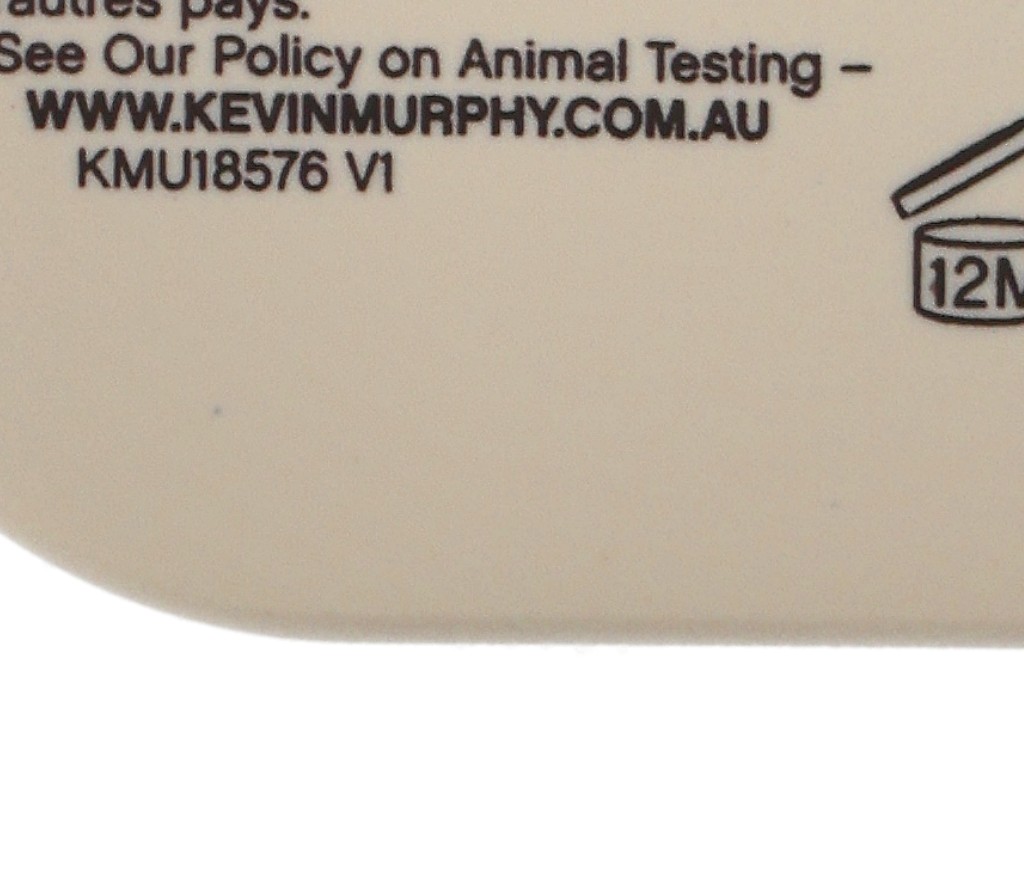 autres pays.
See Our Policy on Animal Testing –
WWW.KEVINMURPHY.COM.AU
KMU18576 V1
12M